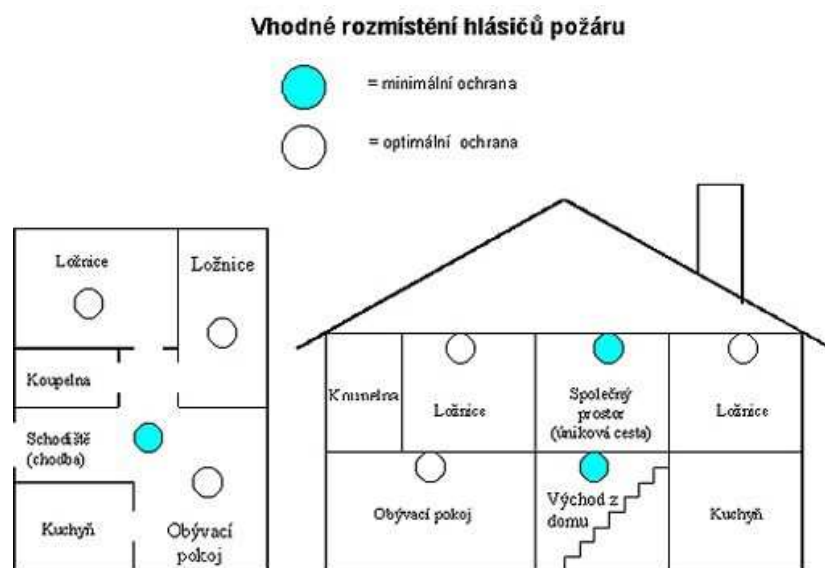 Vhodné rozmístění hlásičů požáru
= minimální ochrana
= optimální ochrana
Ložnice
Ložnice
Koupelna
Schodiště
(chodba)
Kuchyň
Obývací
pokoj
Koupelna
Ložnice
Společný
prostor
(úniková cesta)
Ložnice
Obývací pokoj
Východ z
domu
Kuchyň